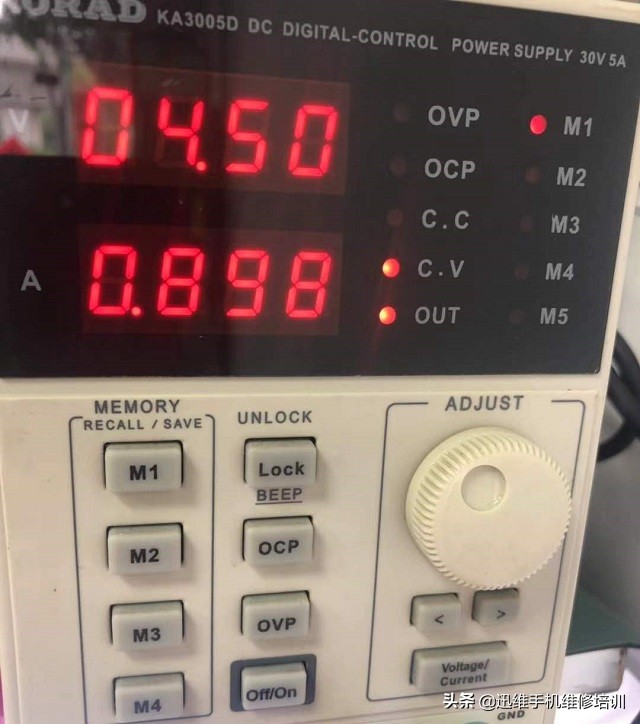 KORAD KA3005D DC DIGITAL-CONTROL POWER SUPPLY 30V 5A
V 04.50
A 0.898
OVP M1
OCP M2
C.C M3
C.V M4
OUT M5
MEMORY
RECALL / SAVE
M1
M2
M3
M4
UNLOCK
Lock
BEEP
OCP
OVP
Off/On
ADJUST
<
>
Voltage/
Current
GND
头条 @迅维手机维修培训